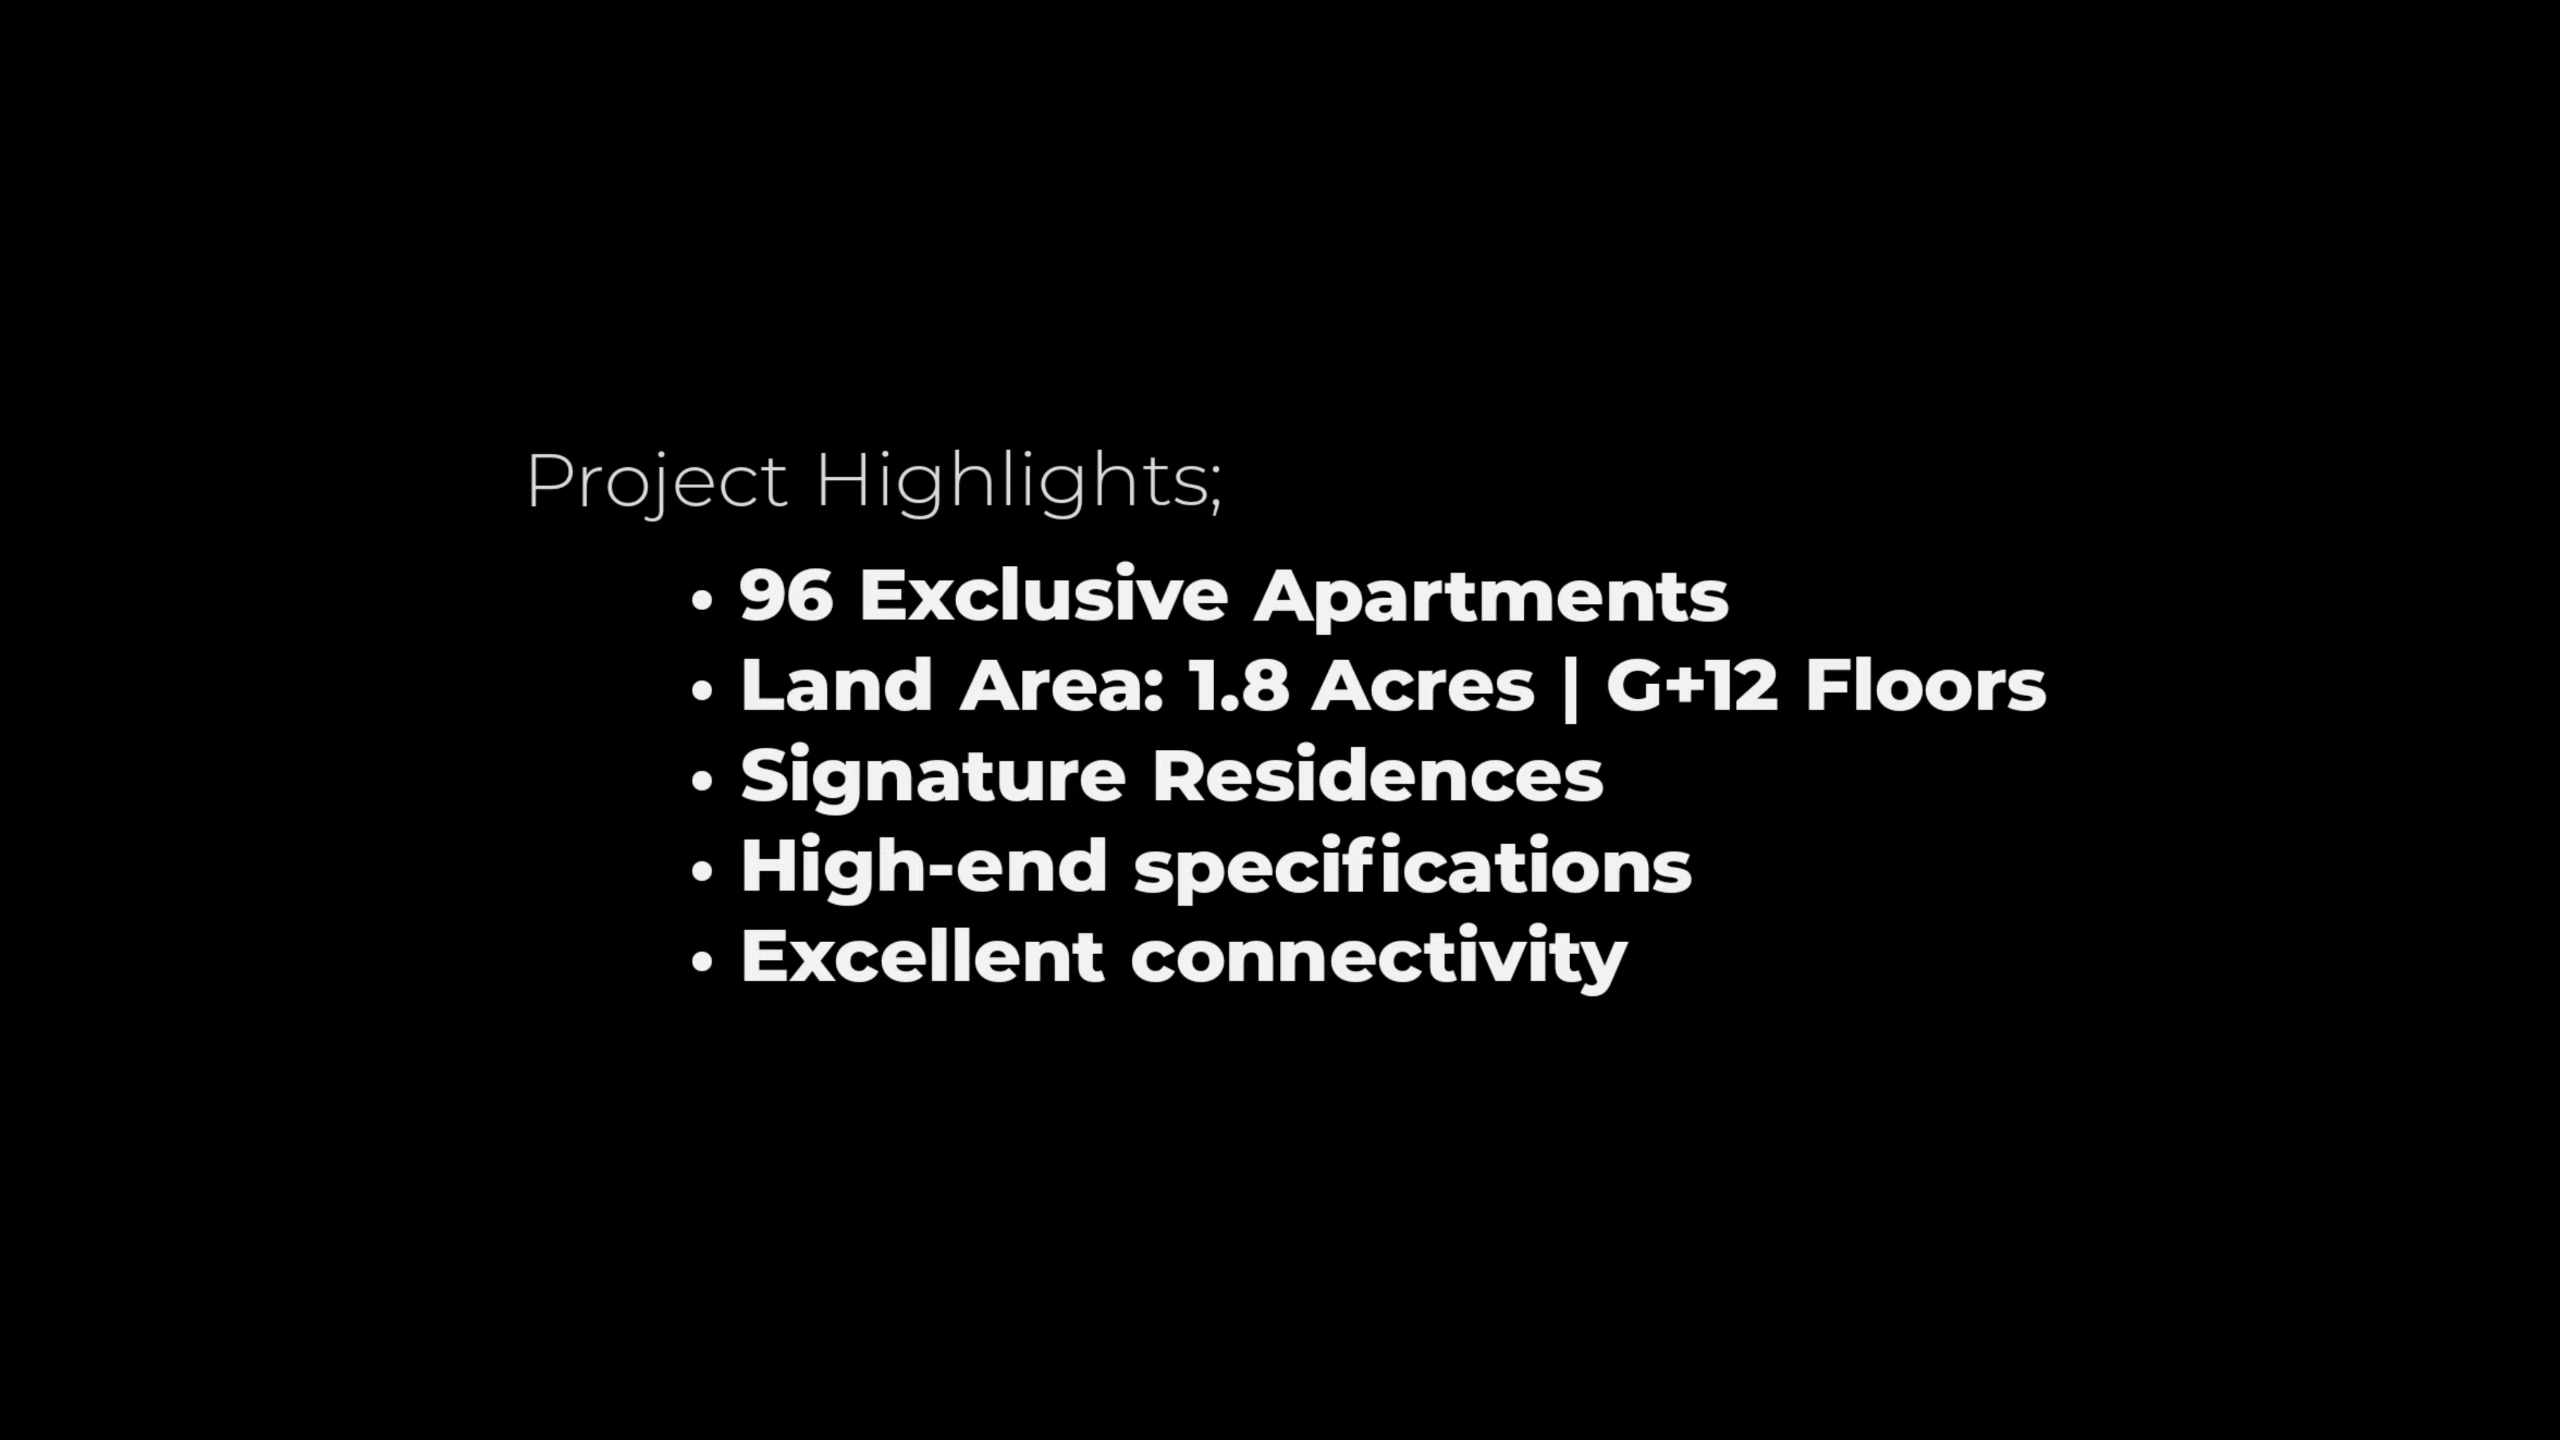 Project Highlights;
• 96 Exclusive Apartments
• Land Area: 1.8 Acres | G+12 Floors
• Signature Residences
• High-end specifications
• Excellent connectivity